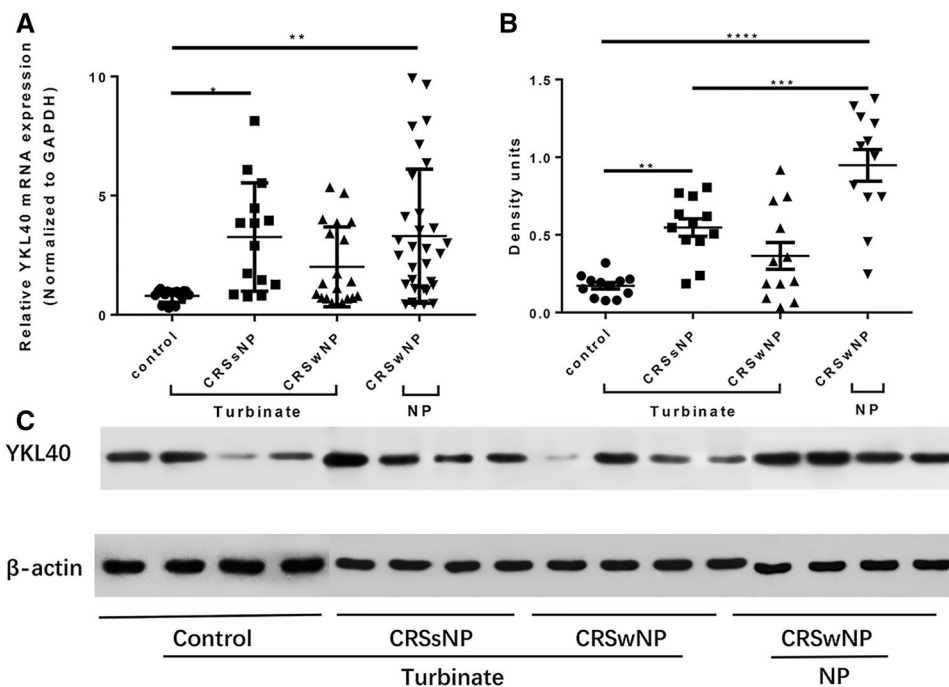 A
Relative YKL40 mRNA expression
(Normalized to GAPDH)
10
5
0
**
*
control
CRSsNP
CRSwNP
CRSwNP
Turbinate
NP
B
Density units
1.5
1.0
0.5
0.0
****
***
**
control
CRSsNP
CRSwNP
CRSwNP
Turbinate
NP
C
YKL40
β-actin
Control
CRSsNP
CRSwNP
CRSwNP
Turbinate
NP